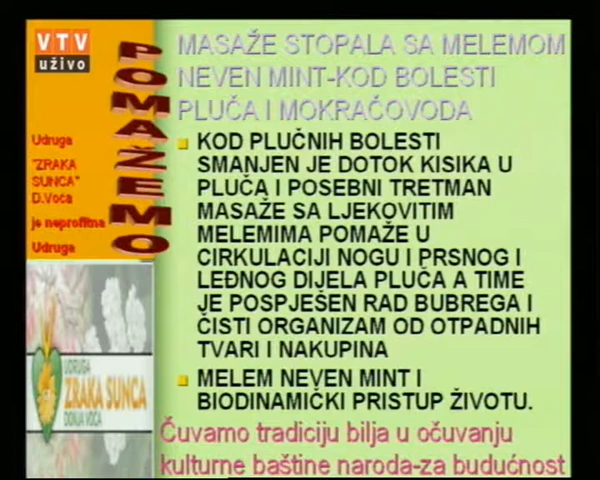 VTV
uživo
POMAŽEMO
Udruga
"ZRAKA
SUNCA"
D.Voća
je neprofitna
Udruga
UDRUGA
ZRAKA SUNCA
DONJA VOĆA
MASAŽE STOPALA SA MELEMOM
NEVEN MINT-KOD BOLESTI
PLUČA I MOKRAĆOVODA
KOD PLUČNIH BOLESTI
SMANJEN JE DOTOK KISIKA U
PLUĆA I POSEBNI TRETMAN
MASAŽE SA LJEKOVITIM
MELEMIMA POMAŽE U
CIRKULACIJI NOGU I PRSNOG I
LEĐNOG DIJELA PLUĆA A TIME
JE POSPJEŠEN RAD BUBREGA I
ČISTI ORGANIZAM OD OTPADNIH
TVARI I NAKUPINA
MELEM NEVEN MINT I
BIODINAMIČKI PRISTUP ŽIVOTU.
Čuvamo tradiciju bilja u očuvanju
kulturne baštine naroda-za budućnost